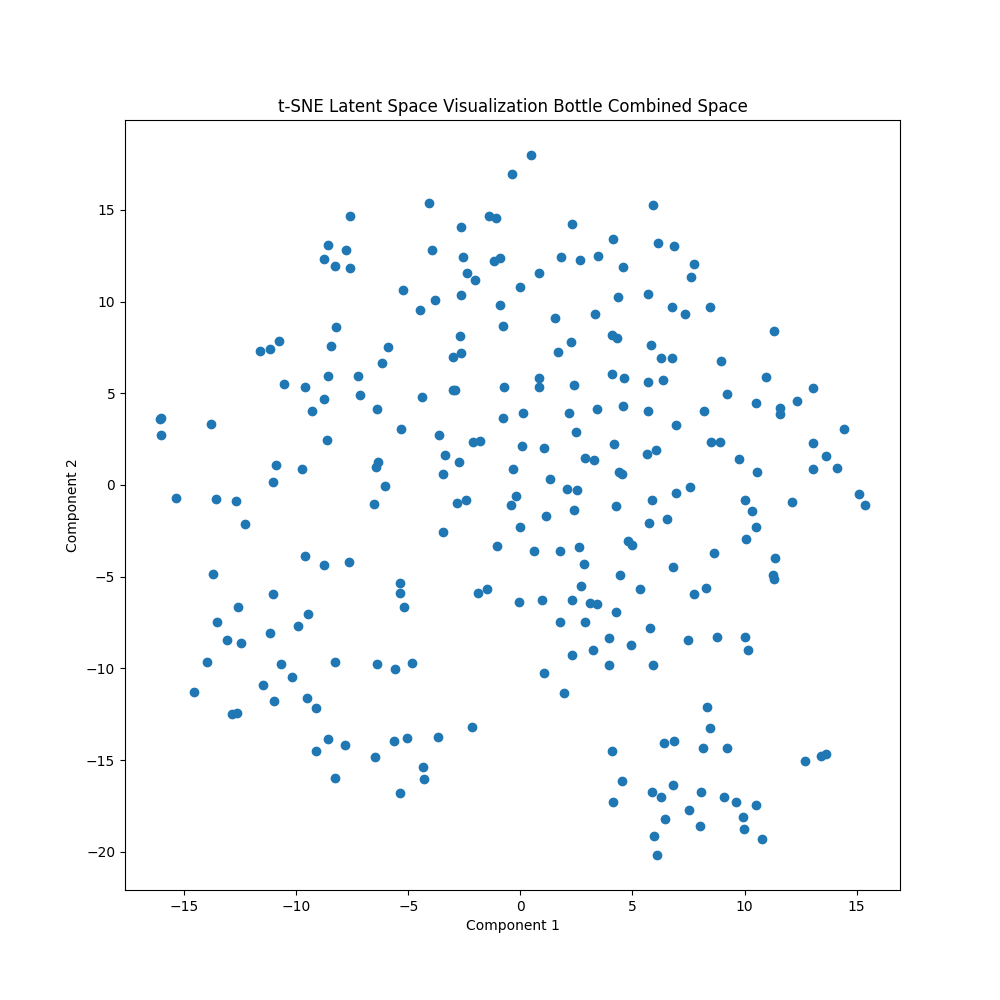 t-SNE Latent Space Visualization Bottle Combined Space
15
10
5
0
−5
−10
−15
−20
Component 2
−15 −10 −5 0 5 10 15
Component 1